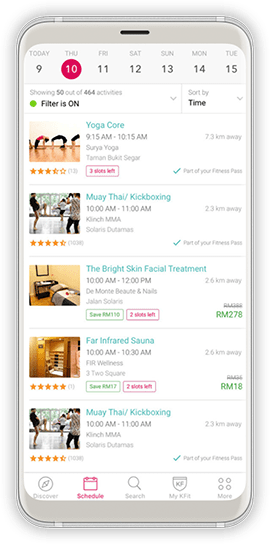 TODAY THU FRI SAT SUN MON TUE
9 10 11 12 13 14 15
Showing 50 out of 464 activities
Filter is ON
Sort by
Time
Yoga Core
9:15 AM - 10:15 AM
7.3 km away
Surya Yoga
Taman Bukit Segar
(13)
3 slots left
Part of your Fitness Pass
Muay Thai/ Kickboxing
10:00 AM - 11:00 AM
2.3 km away
Klinch MMA
Solaris Dutamas
(1038)
Part of your Fitness Pass
The Bright Skin Facial Treatment
10:00 AM - 12:00 PM
2.6 km away
De Monte Beauty & Nails
Jalan Solaris
RM388
Save RM110
2 slots left
RM278
Far Infrared Sauna
10:00 AM - 10:30 AM
2.6 km away
FIR Wellness
3 Two Square
RM35
(1)
Save RM17
2 slots left
RM18
Muay Thai/ Kickboxing
10:00 AM - 11:00 AM
2.3 km away
Klinch MMA
Solaris Dutamas
(1038)
Part of your Fitness Pass
KF
Discover Schedule Search My KFit More